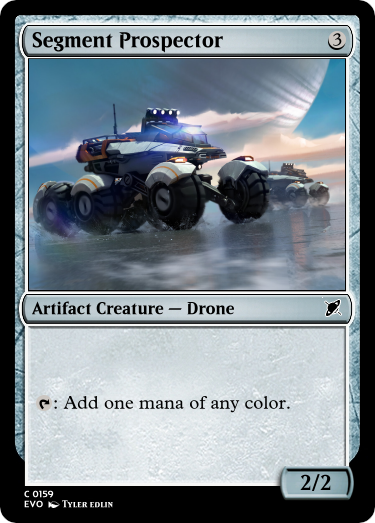 Segment Prospector 3
Artifact Creature — Drone
: Add one mana of any color.
2/2
C 0159
EVO Tyler Edlin